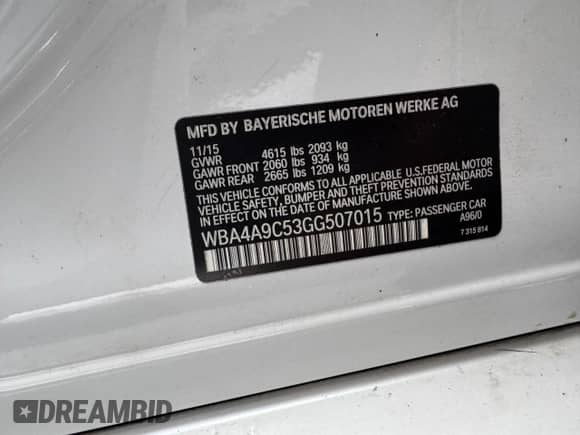 MFD BY BAYERISCHE MOTOREN WERKE AG
11/15
GVWR 4615 lbs 2093 kg
GAWR FRONT 2060 lbs 934 kg
GAWR REAR 2665 lbs 1209 kg
THIS VEHICLE CONFORMS TO ALL APPLICABLE U.S.FEDERAL MOTOR
VEHICLE SAFETY, BUMPER AND THEFT PREVENTION STANDARDS
IN EFFECT ON THE DATE OF MANUFACTURE SHOWN ABOVE.
WBA4A9C53GG507015 TYPE: PASSENGER CAR
A96/0
7 315 814
DREAMBID